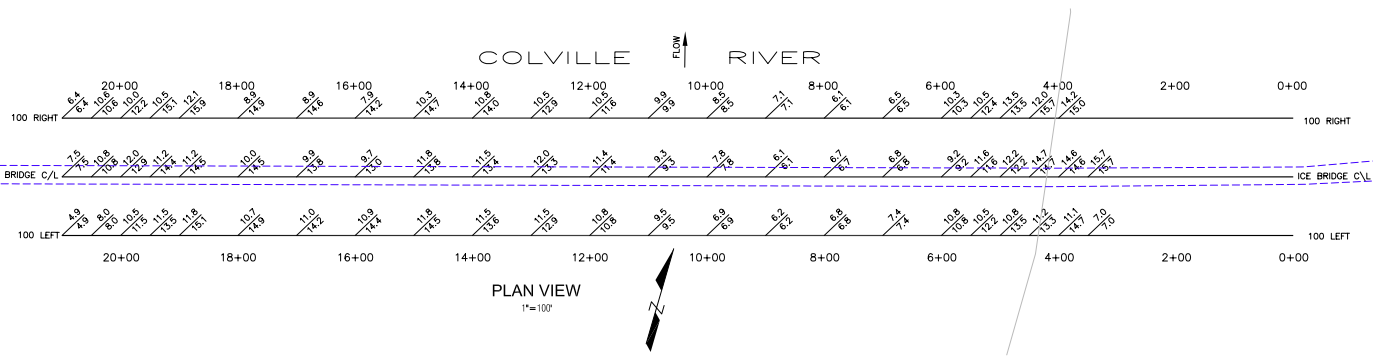 COLVILLE RIVER
FLOW
20+00 18+00 16+00 14+00 12+00 10+00 8+00 6+00 4+00 2+00 0+00
6.4 10.6 10.0 10.5 12.1 8.9 8.9 7.9 10.3 10.8 10.5 10.5 9.9 8.5 7.1 6.1 6.5 10.3 10.5 13.5 12.0 14.2
6.4 10.6 12.2 15.1 15.9 14.9 14.6 14.2 14.7 14.0 12.9 11.6 9.9 8.5 7.1 6.1 6.5 10.3 12.4 13.5 15.7 15.0
100 RIGHT 100 RIGHT
7.5 10.8 12.0 11.2 11.2 10.0 9.9 9.7 11.8 11.5 12.0 11.4 9.3 7.8 6.1 6.7 6.8 9.2 11.6 12.2 14.7 14.6 15.7
7.5 10.8 12.9 14.4 14.5 14.5 13.8 13.0 13.8 13.4 13.3 11.4 9.3 7.8 6.1 6.7 6.8 9.2 11.6 12.2 14.7 14.6 15.7
BRIDGE C/L ICE BRIDGE C\L
4.9 8.0 10.5 11.5 11.8 10.7 11.0 10.9 11.8 11.5 11.5 10.8 9.5 6.9 6.2 6.8 7.4 10.8 10.5 10.8 11.2 11.1 7.0
4.9 8.0 11.5 13.5 15.1 14.9 14.2 14.4 14.5 13.6 12.9 10.8 9.5 6.9 6.2 6.8 7.4 10.8 12.2 13.5 13.3 14.7 7.0
100 LEFT 100 LEFT
20+00 18+00 16+00 14+00 12+00 10+00 8+00 6+00 4+00 2+00 0+00
PLAN VIEW
1"=100'
N